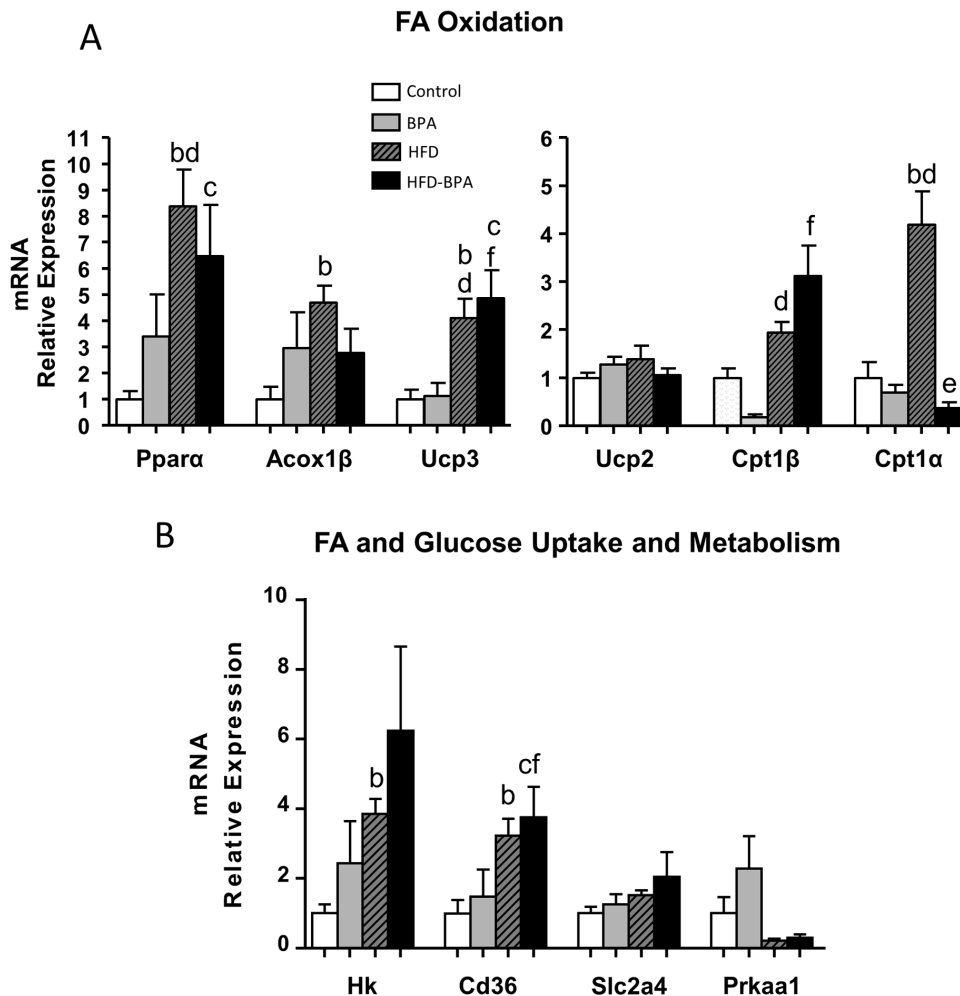 A
FA Oxidation
Control
BPA
HFD
HFD-BPA
mRNA
Relative Expression
11
10
9
8
7
6
5
4
3
2
1
0
bd
c
b
b
d
c
f
Pparα
Acox1β
Ucp3
6
5
4
3
2
1
0
d
f
bd
e
Ucp2
Cpt1β
Cpt1α
B
FA and Glucose Uptake and Metabolism
mRNA
Relative Expression
10
8
6
4
2
0
b
b
cf
Hk
Cd36
Slc2a4
Prkaa1